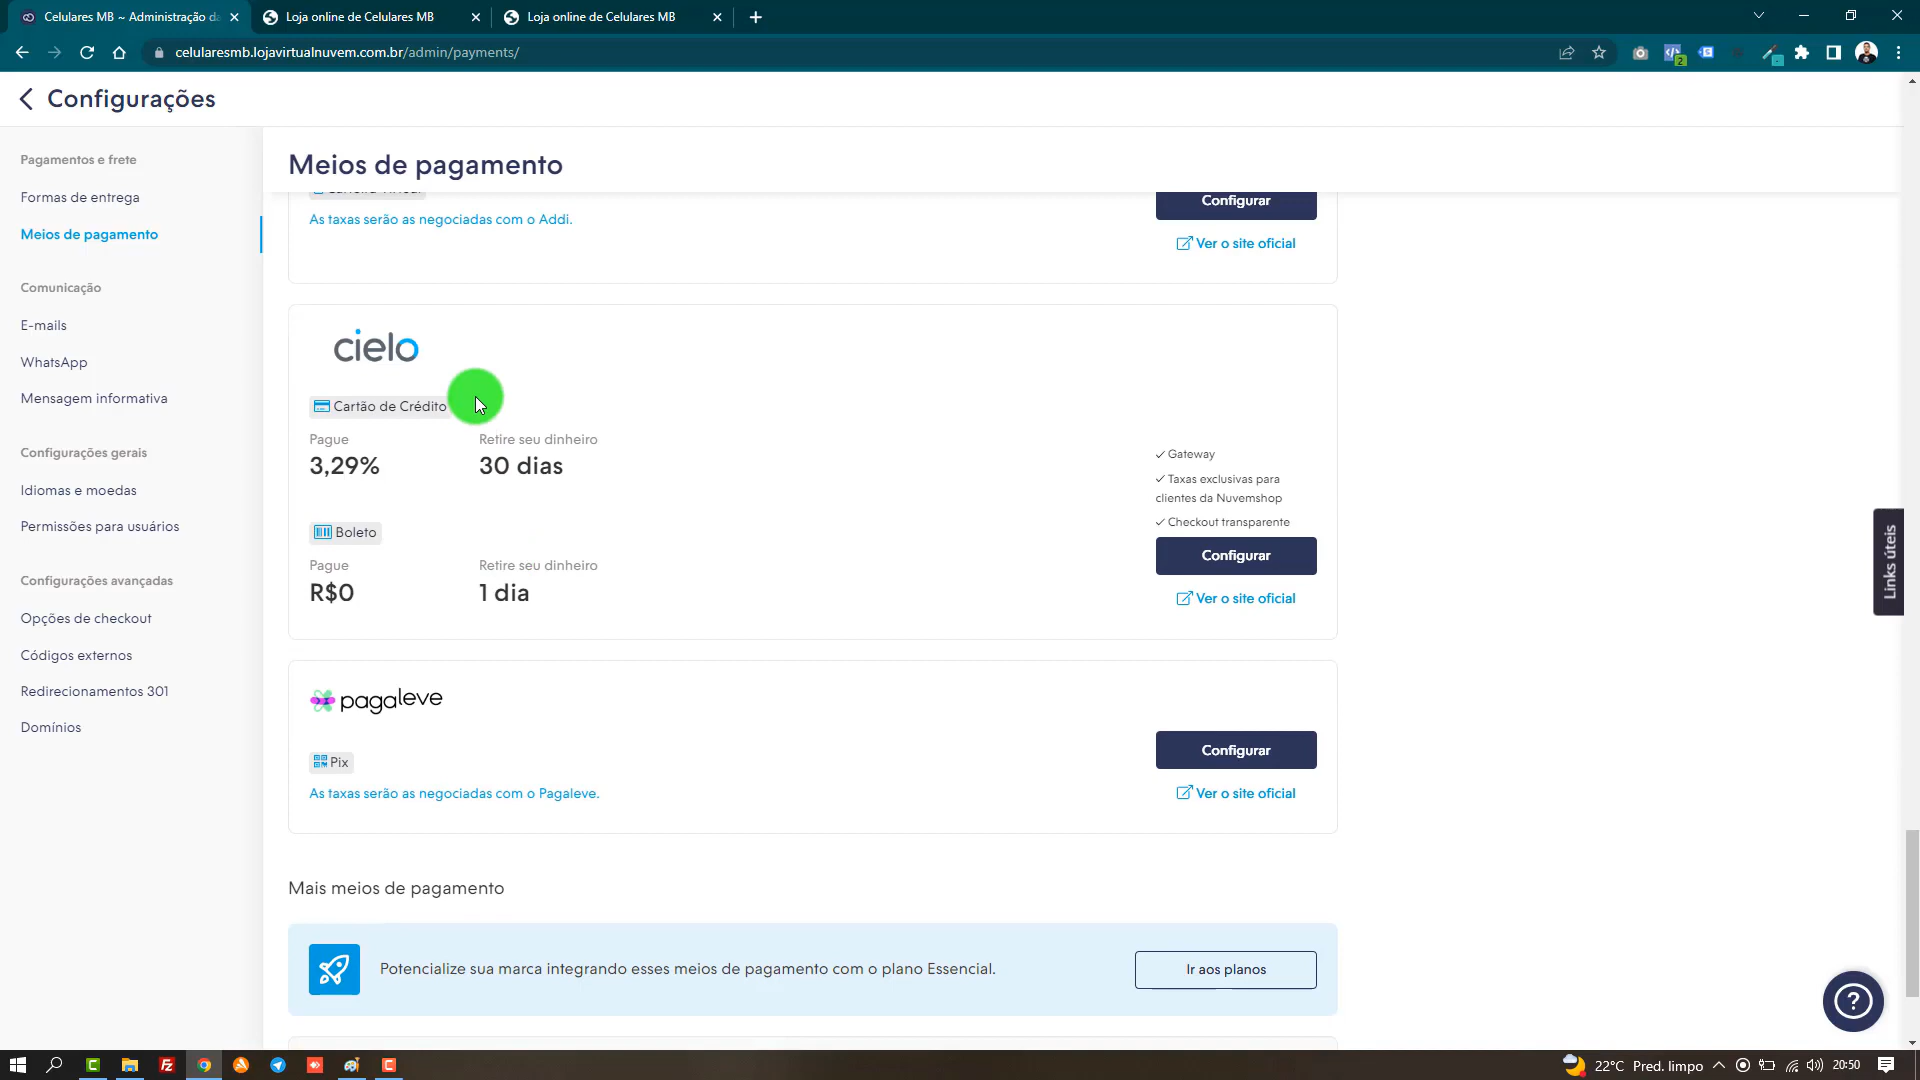 Celulares MB ~ Administração da
Loja online de Celulares MB
Loja online de Celulares MB
celularesmb.lojavirtualnuvem.com.br/admin/payments/
2
Configurações
Pagamentos e frete
Formas de entrega
Meios de pagamento
Comunicação
E-mails
WhatsApp
Mensagem informativa
Configurações gerais
Idiomas e moedas
Permissões para usuários
Configurações avançadas
Opções de checkout
Códigos externos
Redirecionamentos 301
Domínios
Meios de pagamento
As taxas serão as negociadas com o Addi.
Configurar
Ver o site oficial
cielo
Cartão de Crédito
Pague
Retire seu dinheiro
3,29%
30 dias
Boleto
Pague
Retire seu dinheiro
R$0
1 dia
✓ Gateway
✓ Taxas exclusivas para
clientes da Nuvemshop
✓ Checkout transparente
Configurar
Ver o site oficial
pagaleve
Pix
As taxas serão as negociadas com o Pagaleve.
Configurar
Ver o site oficial
Mais meios de pagamento
Potencialize sua marca integrando esses meios de pagamento com o plano Essencial.
Ir aos planos
Links úteis
?
22°C Pred. limpo
20:50